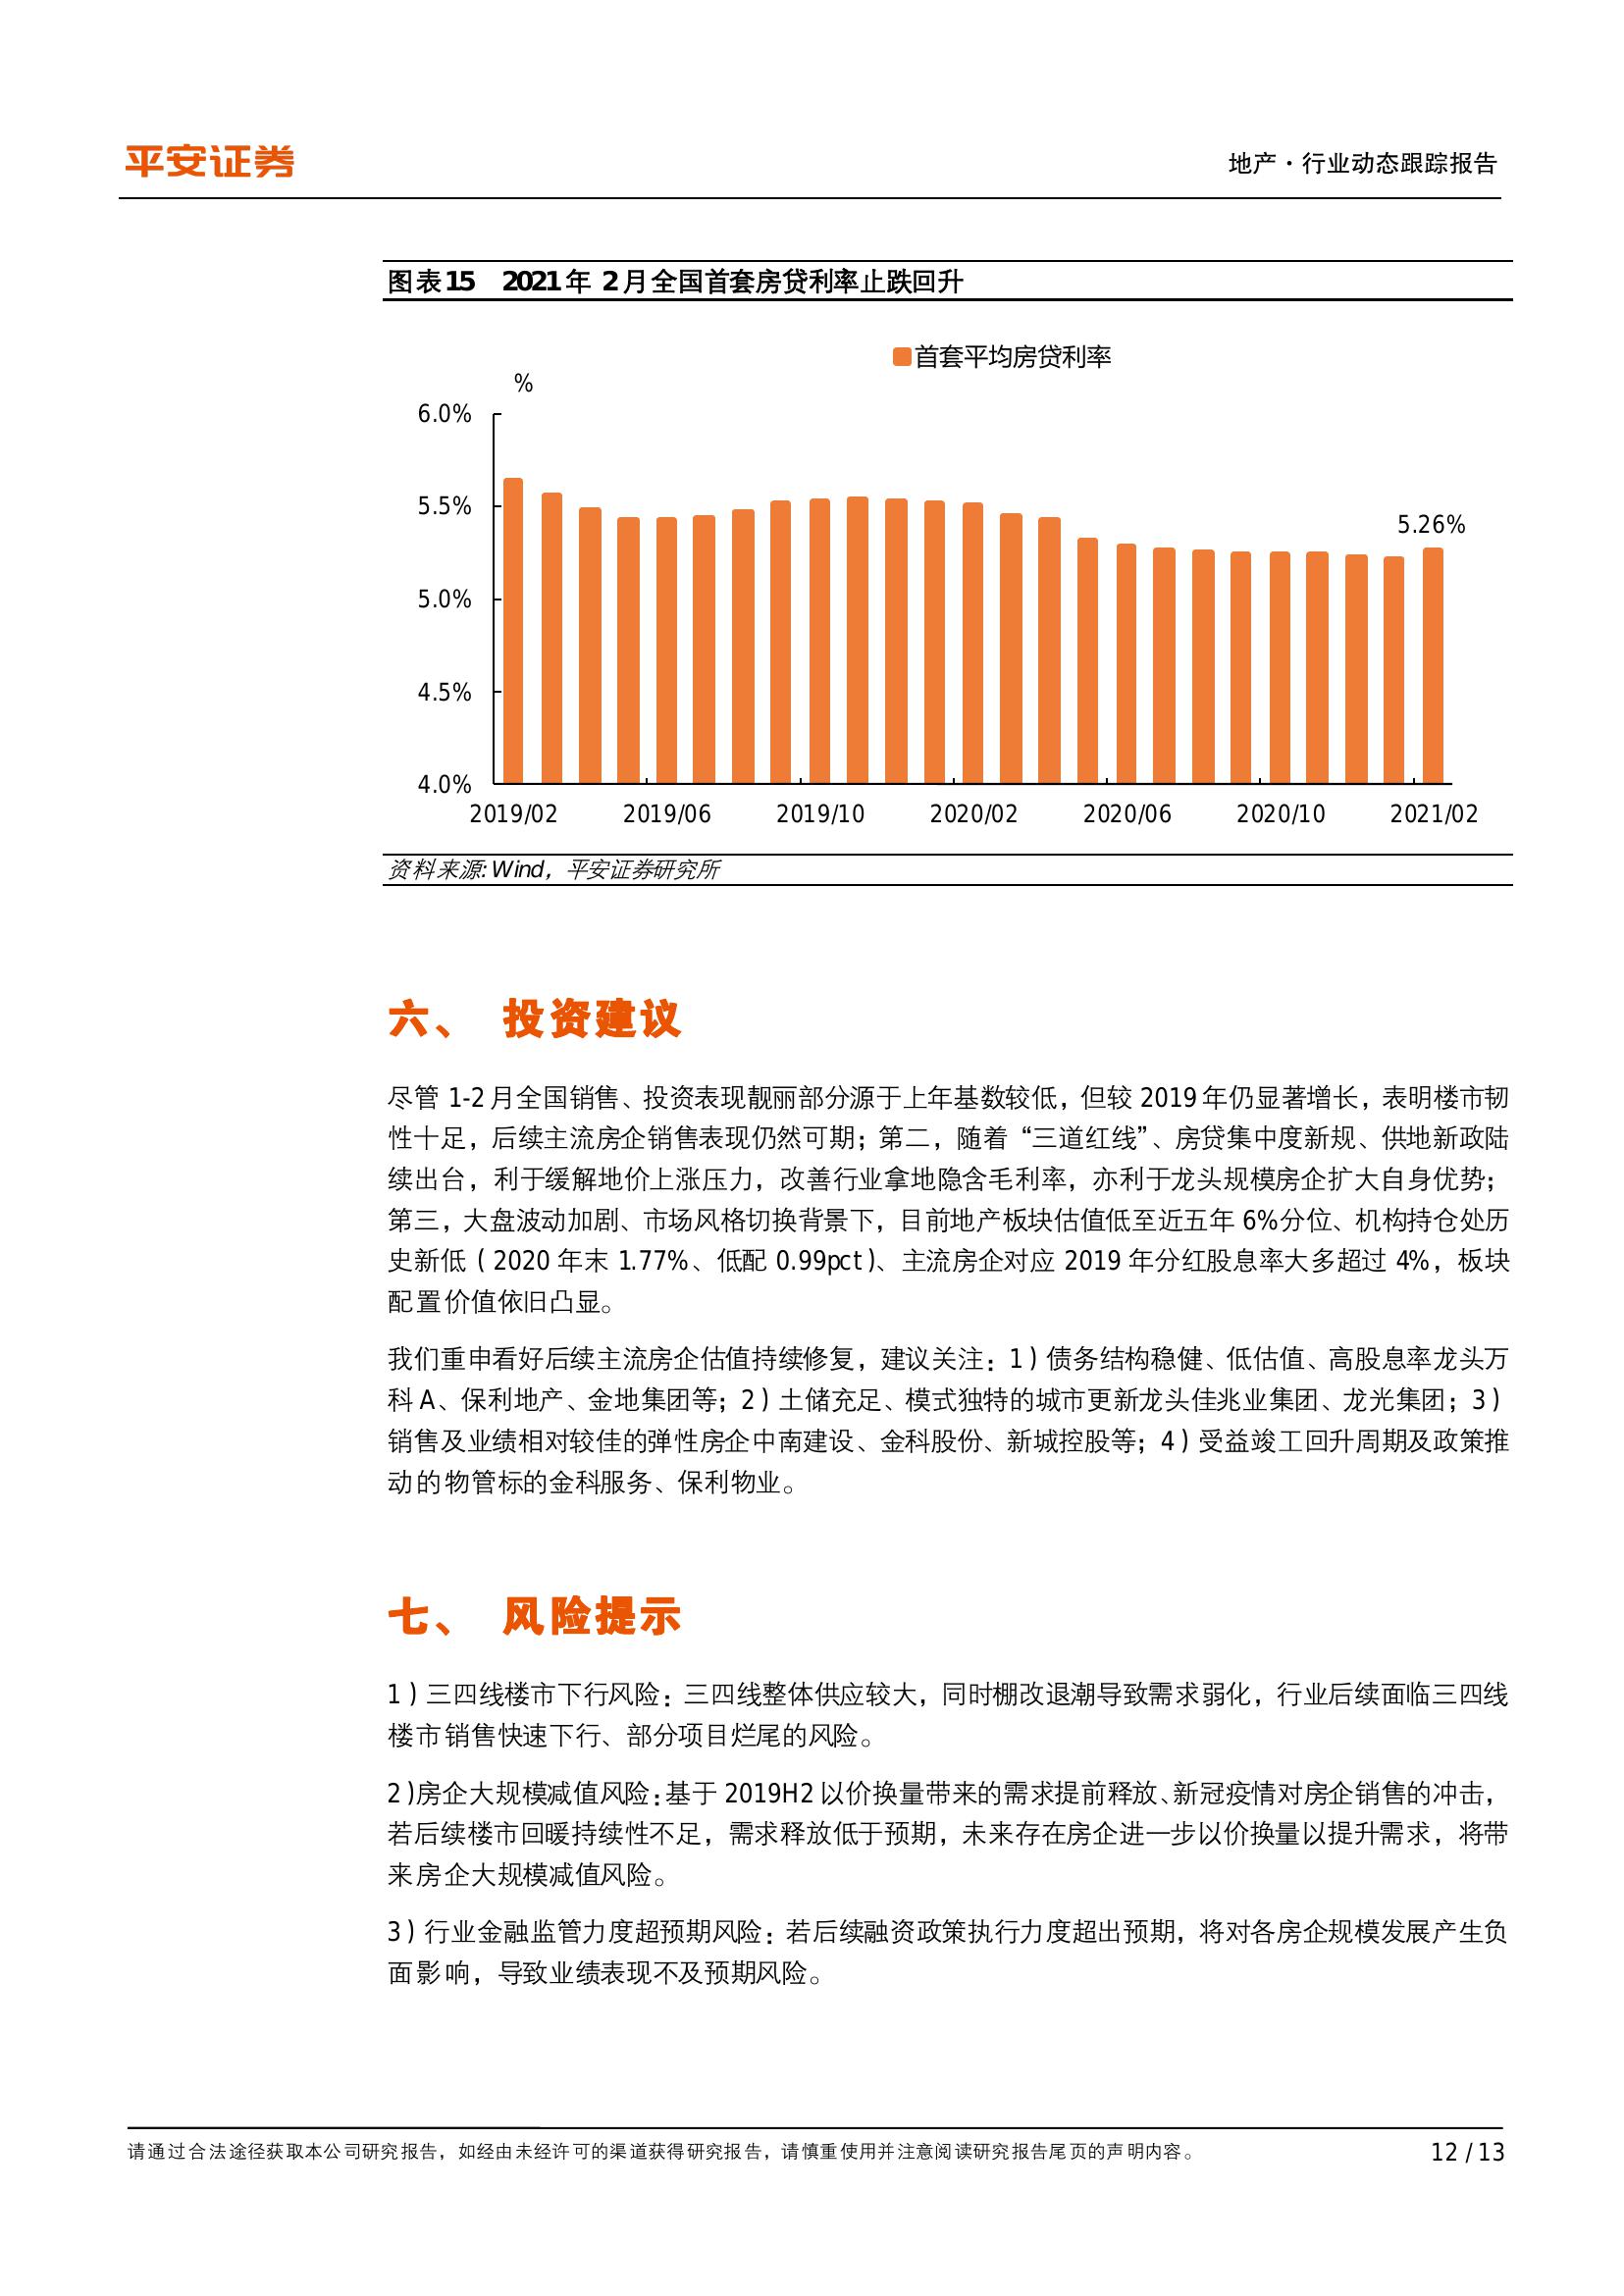 平安证券
地产·行业动态跟踪报告
图表15 2021年 2月全国首套房贷利率止跌回升
首套平均房贷利率
%
6.0%
5.5%
5.26%
5.0%
4.5%
4.0%
2019/02 2019/06 2019/10 2020/02 2020/06 2020/10 2021/02
资料来源:Wind，平安证券研究所
六、 投资建议
尽管 1-2月全国销售、投资表现靓丽部分源于上年基数较低，但较 2019年仍显著增长，表明楼市韧
性十足，后续主流房企销售表现仍然可期；第二，随着“三道红线”、房贷集中度新规、供地新政陆
续出台，利于缓解地价上涨压力，改善行业拿地隐含毛利率，亦利于龙头规模房企扩大自身优势；
第三，大盘波动加剧、市场风格切换背景下，目前地产板块估值低至近五年 6%分位、机构持仓处历
史新低（2020 年末 1.77%、低配 0.99pct）、主流房企对应 2019 年分红股息率大多超过 4%，板块
配置价值依旧凸显。
我们重申看好后续主流房企估值持续修复，建议关注：1）债务结构稳健、低估值、高股息率龙头万
科 A、保利地产、金地集团等；2）土储充足、模式独特的城市更新龙头佳兆业集团、龙光集团；3）
销售及业绩相对较佳的弹性房企中南建设、金科股份、新城控股等；4）受益竣工回升周期及政策推
动的物管标的金科服务、保利物业。
七、 风险提示
1）三四线楼市下行风险：三四线整体供应较大，同时棚改退潮导致需求弱化，行业后续面临三四线
楼市销售快速下行、部分项目烂尾的风险。
2）房企大规模减值风险：基于 2019H2 以价换量带来的需求提前释放、新冠疫情对房企销售的冲击，
若后续楼市回暖持续性不足，需求释放低于预期，未来存在房企进一步以价换量以提升需求，将带
来房企大规模减值风险。
3）行业金融监管力度超预期风险：若后续融资政策执行力度超出预期，将对各房企规模发展产生负
面影响，导致业绩表现不及预期风险。
请通过合法途径获取本公司研究报告，如经由未经许可的渠道获得研究报告，请慎重使用并注意阅读研究报告尾页的声明内容。
12 / 13